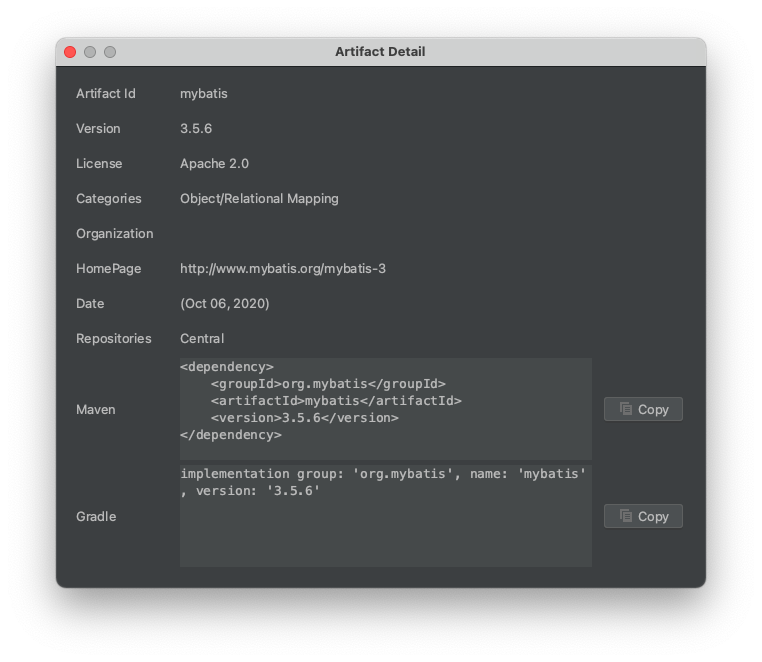 Artifact Detail
Artifact Id mybatis
Version 3.5.6
License Apache 2.0
Categories Object/Relational Mapping
Organization
HomePage http://www.mybatis.org/mybatis-3
Date (Oct 06, 2020)
Repositories Central
Maven
<dependency>
    <groupId>org.mybatis</groupId>
    <artifactId>mybatis</artifactId>
    <version>3.5.6</version>
</dependency>
Copy
Gradle
implementation group: 'org.mybatis', name: 'mybatis'
, version: '3.5.6'
Copy